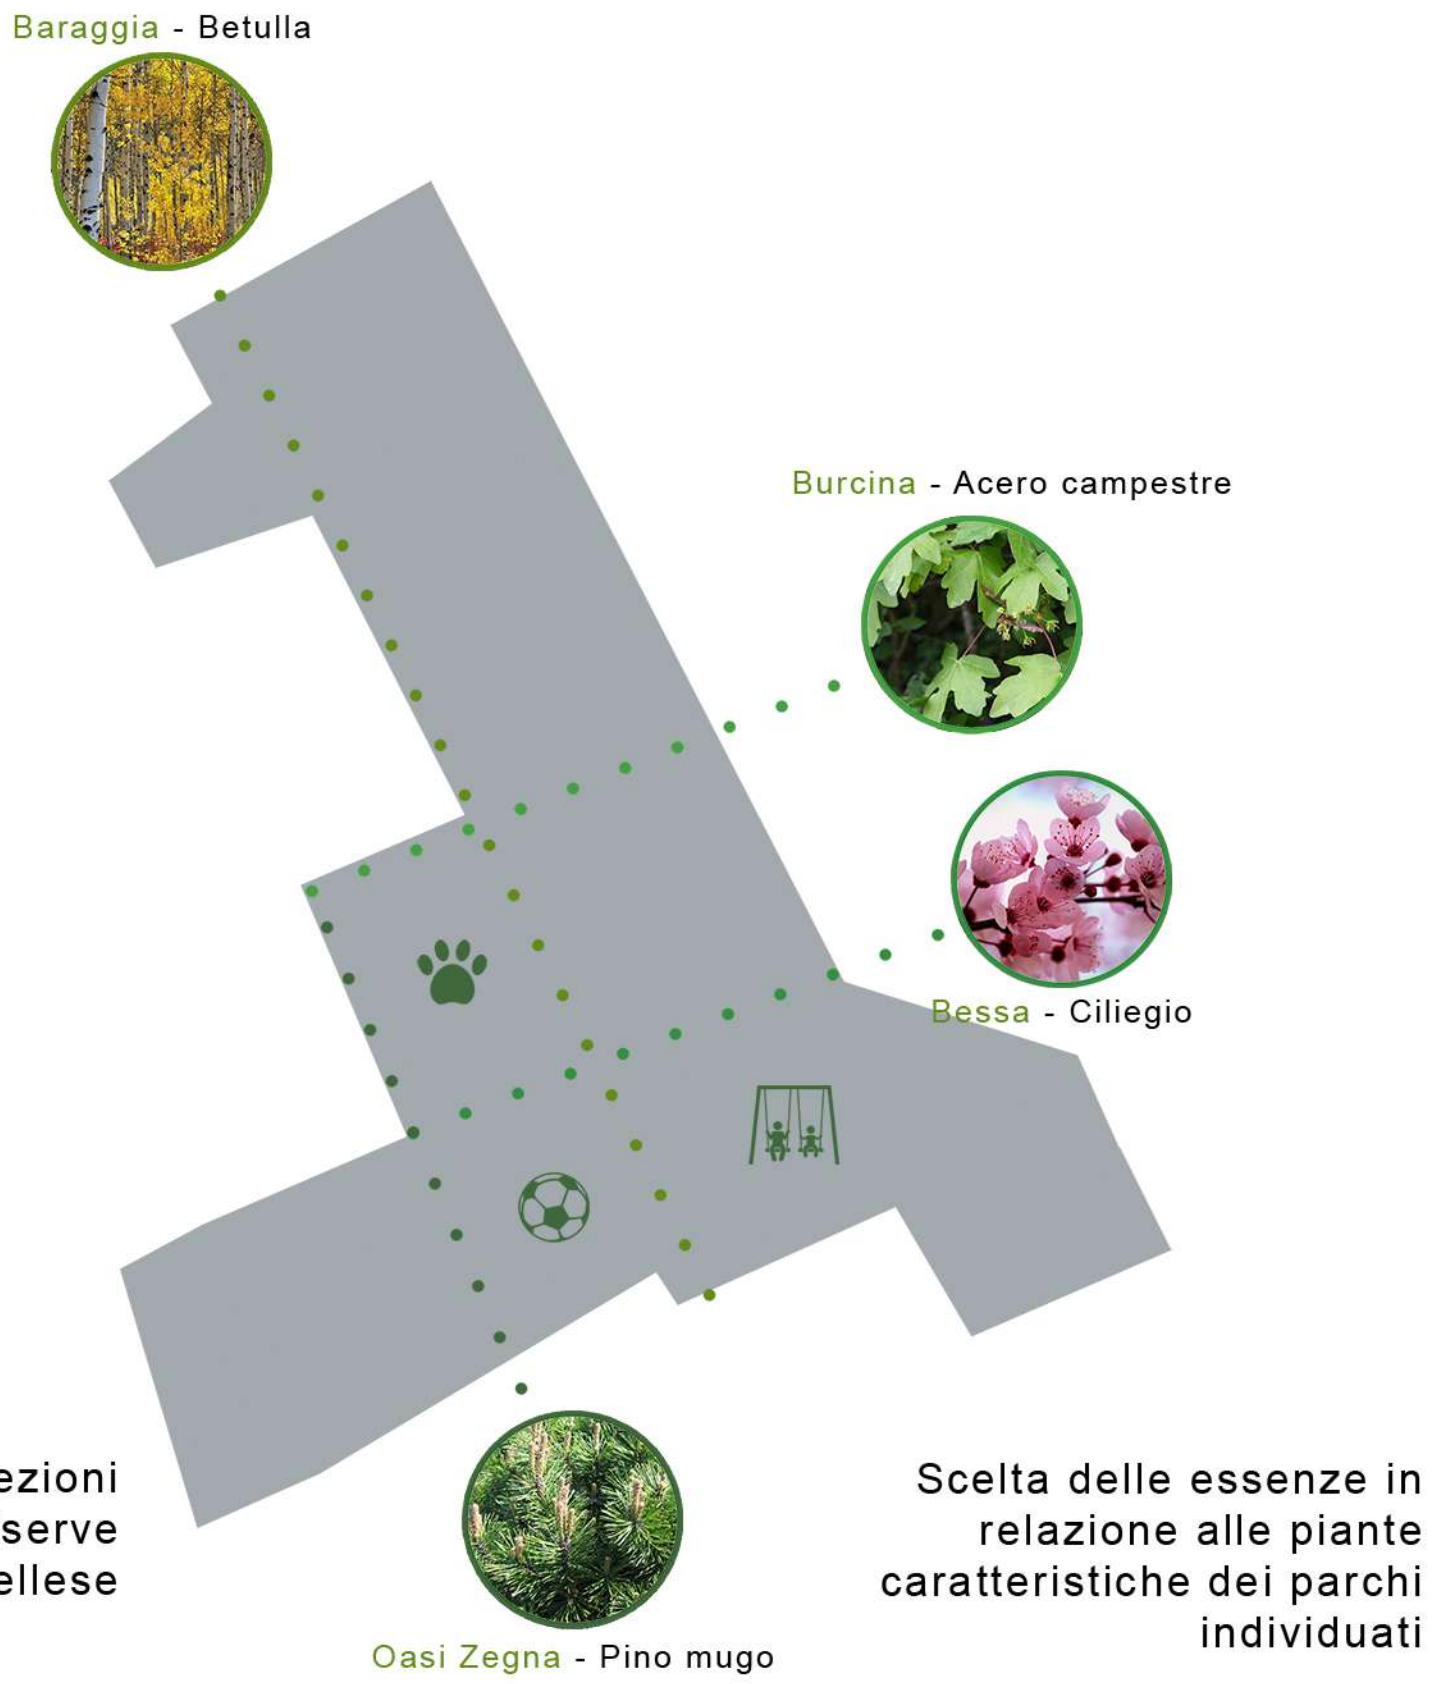 Baraggia - Betulla
Burcina - Acero campestre
Bessa - Ciliegio
ezioni
serve
ellese
Scelta delle essenze in
relazione alle piante
caratteristiche dei parchi
individuati
Oasi Zegna - Pino mugo